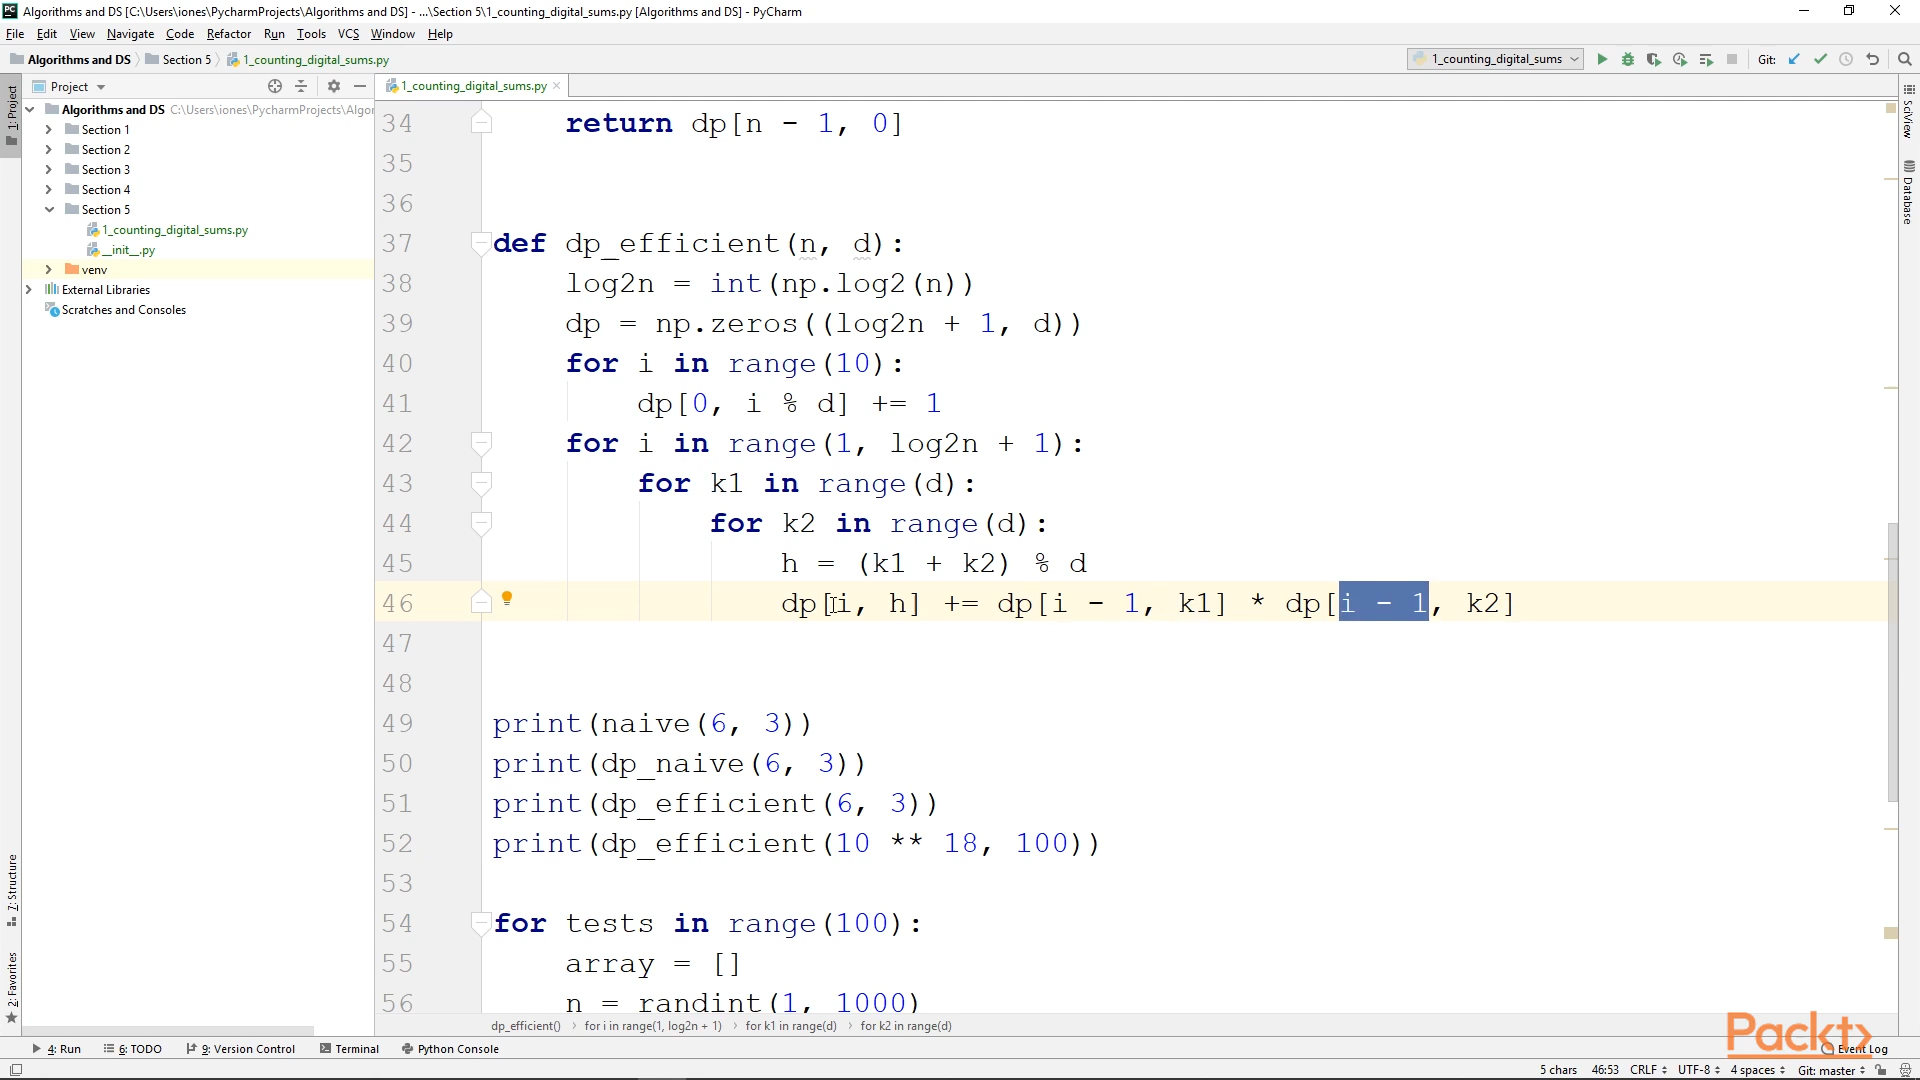 Algorithms and DS [C:\Users\iones\PycharmProjects\Algorithms and DS] - ...\Section 5\1_counting_digital_sums.py [Algorithms and DS] - PyCharm
File Edit View Navigate Code Refactor Run Tools VCS Window Help
Algorithms and DS Section 5 1_counting_digital_sums.py 1_counting_digital_sums Git:
Project 1_counting_digital_sums.py
1: Project
Algorithms and DS C:\Users\iones\PycharmProjects\Algor
Section 1
Section 2
Section 3
Section 4
Section 5
1_counting_digital_sums.py
__init__.py
venv
External Libraries
Scratches and Consoles
7: Structure
2: Favorites
34 return dp[n - 1, 0]
35
36
37 def dp_efficient(n, d):
38 log2n = int(np.log2(n))
39 dp = np.zeros((log2n + 1, d))
40 for i in range(10):
41 dp[0, i % d] += 1
42 for i in range(1, log2n + 1):
43 for k1 in range(d):
44 for k2 in range(d):
45 h = (k1 + k2) % d
46 dp[i, h] += dp[i - 1, k1] * dp[i - 1, k2]
47
48
49 print(naive(6, 3))
50 print(dp_naive(6, 3))
51 print(dp_efficient(6, 3))
52 print(dp_efficient(10 ** 18, 100))
53
54 for tests in range(100):
55 array = []
56 n = randint(1, 1000)
SciView
Database
dp_efficient() › for i in range(1, log2n + 1) › for k1 in range(d) › for k2 in range(d)
Packt>
4: Run 6: TODO 9: Version Control Terminal Python Console Event Log
5 chars 46:53 CRLF UTF-8 4 spaces Git: master